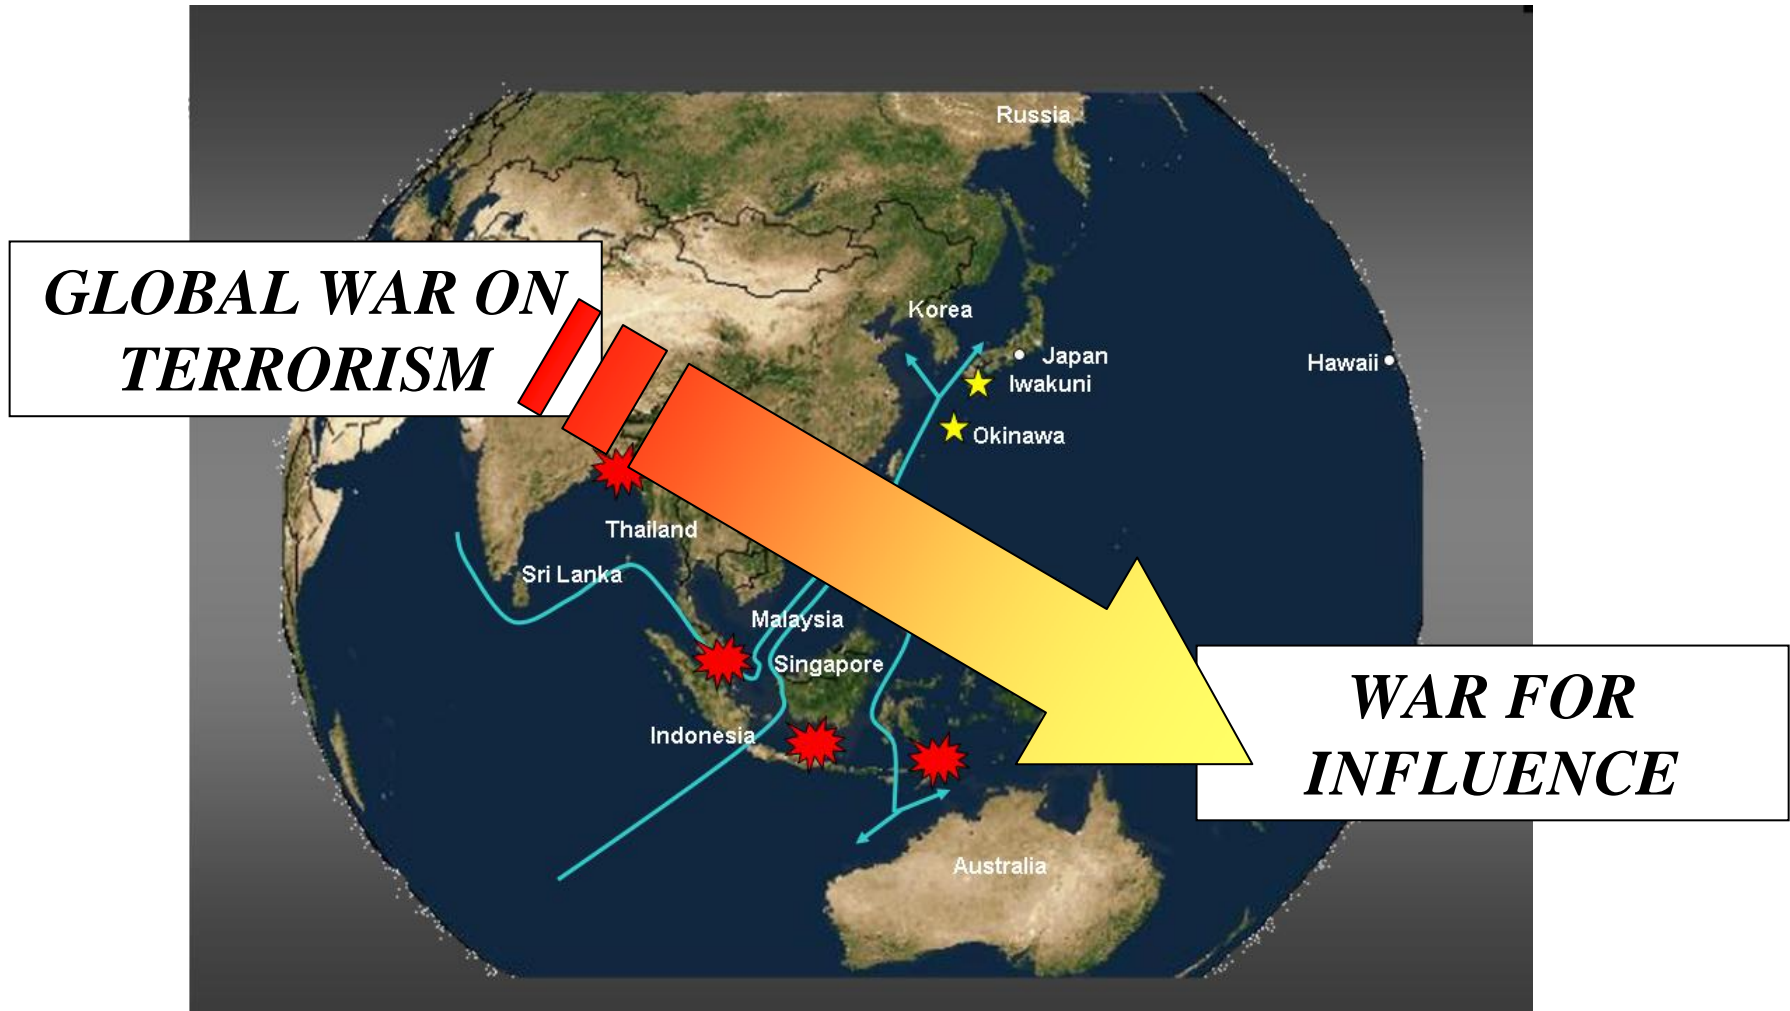 Russia
GLOBAL WAR ON
TERRORISM
Korea
Japan
Hawaii
Iwakuni
Okinawa
Thailand
Sri Lanka
Malaysia
Singapore
Indonesia
WAR FOR
INFLUENCE
Australia